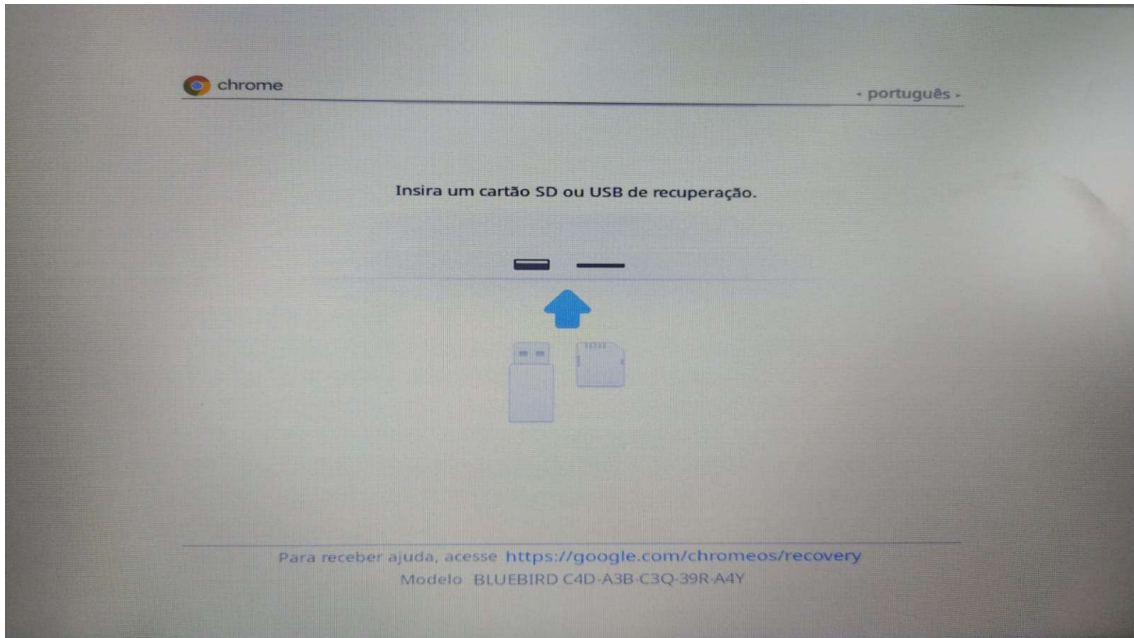 chrome
- português -
Insira um cartão SD ou USB de recuperação.
Para receber ajuda, acesse https://google.com/chromeos/recovery
Modelo BLUEBIRD C4D-A3B-C3Q-39R-A4Y